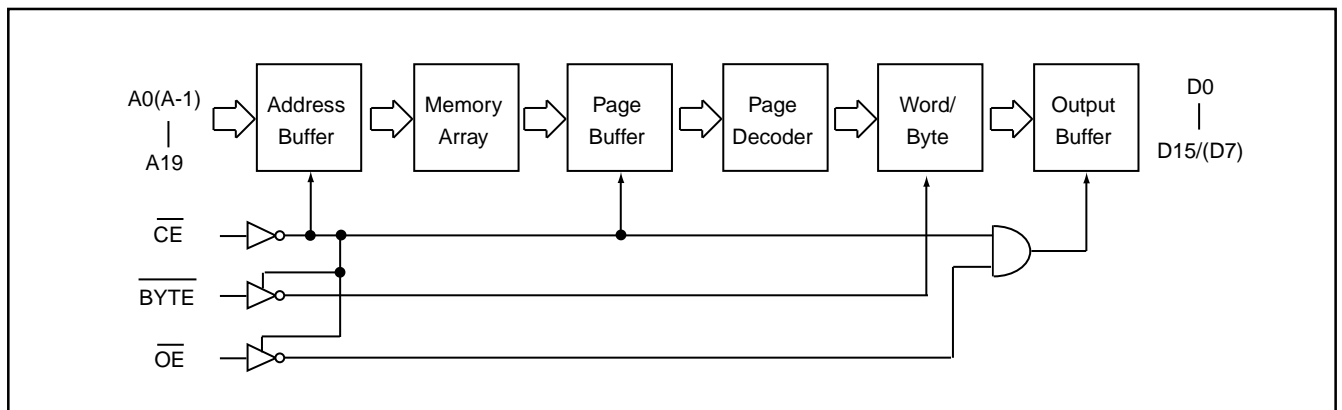 A0(A-1)
A19
Address
Buffer
Memory
Array
Page
Buffer
Page
Decoder
Word/
Byte
Output
Buffer
D0
D15/(D7)
CE
BYTE
OE